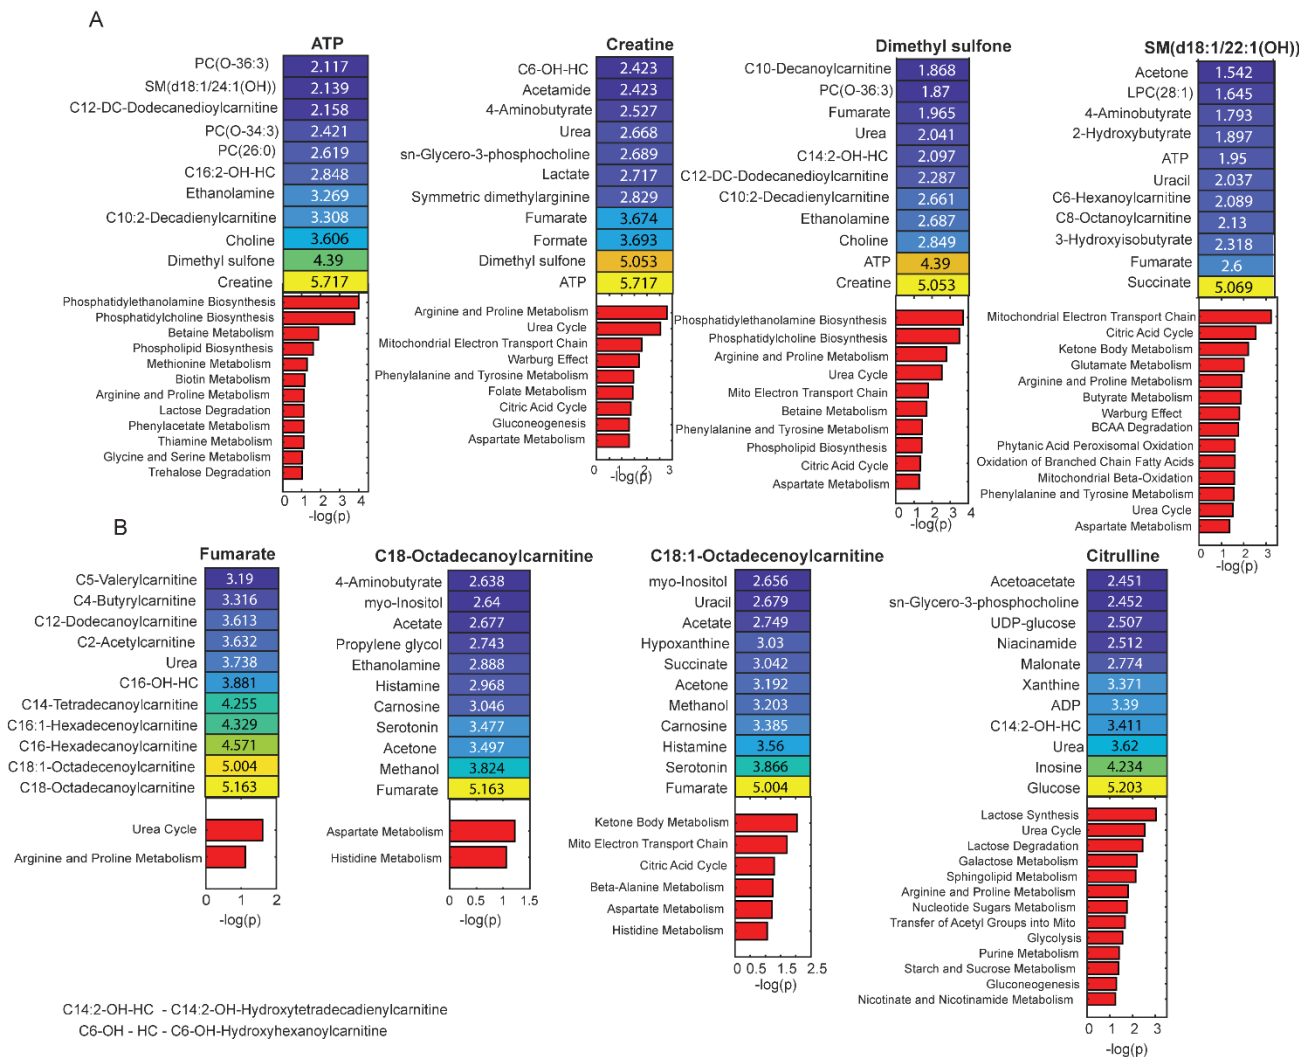 A
ATP
PC(O-36:3) 2.117
SM(d18:1/24:1(OH)) 2.139
C12-DC-Dodecanedioylcarnitine 2.158
PC(O-34:3) 2.421
PC(26:0) 2.619
C16:2-OH-HC 2.848
Ethanolamine 3.269
C10:2-Decadienylcarnitine 3.308
Choline 3.606
Dimethyl sulfone 4.39
Creatine 5.717
Phosphatidylethanolamine Biosynthesis
Phosphatidylcholine Biosynthesis
Betaine Metabolism
Phospholipid Biosynthesis
Methionine Metabolism
Biotin Metabolism
Arginine and Proline Metabolism
Lactose Degradation
Phenylacetate Metabolism
Thiamine Metabolism
Glycine and Serine Metabolism
Trehalose Degradation
0 1 2 3 4
-log(p)
Creatine
C6-OH-HC 2.423
Acetamide 2.423
4-Aminobutyrate 2.527
Urea 2.668
sn-Glycero-3-phosphocholine 2.689
Lactate 2.717
Symmetric dimethylarginine 2.829
Fumarate 3.674
Formate 3.693
Dimethyl sulfone 5.053
ATP 5.717
Arginine and Proline Metabolism
Urea Cycle
Mitochondrial Electron Transport Chain
Warburg Effect
Phenylalanine and Tyrosine Metabolism
Folate Metabolism
Citric Acid Cycle
Gluconeogenesis
Aspartate Metabolism
0 1 2 3
-log(p)
Dimethyl sulfone
C10-Decanoylcarnitine 1.868
PC(O-36:3) 1.87
Fumarate 1.965
Urea 2.041
C14:2-OH-HC 2.097
C12-DC-Dodecanedioylcarnitine 2.287
C10:2-Decadienylcarnitine 2.661
Ethanolamine 2.687
Choline 2.849
ATP 4.39
Creatine 5.053
Phosphatidylethanolamine Biosynthesis
Phosphatidylcholine Biosynthesis
Arginine and Proline Metabolism
Urea Cycle
Mito Electron Transport Chain
Betaine Metabolism
Phenylalanine and Tyrosine Metabolism
Phospholipid Biosynthesis
Citric Acid Cycle
Aspartate Metabolism
0 1 2 3 4
-log(p)
SM(d18:1/22:1(OH))
Acetone 1.542
LPC(28:1) 1.645
4-Aminobutyrate 1.793
2-Hydroxybutyrate 1.897
ATP 1.95
Uracil 2.037
C6-Hexanoylcarnitine 2.089
C8-Octanoylcarnitine 2.13
3-Hydroxyisobutyrate 2.318
Fumarate 2.6
Succinate 5.069
Mitochondrial Electron Transport Chain
Citric Acid Cycle
Ketone Body Metabolism
Glutamate Metabolism
Arginine and Proline Metabolism
Butyrate Metabolism
Warburg Effect
BCAA Degradation
Phytanic Acid Peroxisomal Oxidation
Oxidation of Branched Chain Fatty Acids
Mitochondrial Beta-Oxidation
Phenylalanine and Tyrosine Metabolism
Urea Cycle
Aspartate Metabolism
0 1 2 3
-log(p)
B
Fumarate
C5-Valerylcarnitine 3.19
C4-Butyrylcarnitine 3.316
C12-Dodecanoylcarnitine 3.613
C2-Acetylcarnitine 3.632
Urea 3.738
C16-OH-HC 3.881
C14-Tetradecanoylcarnitine 4.255
C16:1-Hexadecenoylcarnitine 4.329
C16-Hexadecanoylcarnitine 4.571
C18:1-Octadecenoylcarnitine 5.004
C18-Octadecanoylcarnitine 5.163
Urea Cycle
Arginine and Proline Metabolism
0 1 2
-log(p)
C18-Octadecanoylcarnitine
4-Aminobutyrate 2.638
myo-Inositol 2.64
Acetate 2.677
Propylene glycol 2.743
Ethanolamine 2.888
Histamine 2.968
Carnosine 3.046
Serotonin 3.477
Acetone 3.497
Methanol 3.824
Fumarate 5.163
Aspartate Metabolism
Histidine Metabolism
0 0.5 1 1.5
-log(p)
C18:1-Octadecenoylcarnitine
myo-Inositol 2.656
Uracil 2.679
Acetate 2.749
Hypoxanthine 3.03
Succinate 3.042
Acetone 3.192
Methanol 3.203
Carnosine 3.385
Histamine 3.56
Serotonin 3.866
Fumarate 5.004
Ketone Body Metabolism
Mito Electron Transport Chain
Citric Acid Cycle
Beta-Alanine Metabolism
Aspartate Metabolism
Histidine Metabolism
0 0.5 1.5 2.5
-log(p)
Citrulline
Acetoacetate 2.451
sn-Glycero-3-phosphocholine 2.452
UDP-glucose 2.507
Niacinamide 2.512
Malonate 2.774
Xanthine 3.371
ADP 3.39
C14:2-OH-HC 3.411
Urea 3.62
Inosine 4.234
Glucose 5.203
Lactose Synthesis
Urea Cycle
Lactose Degradation
Galactose Metabolism
Sphingolipid Metabolism
Arginine and Proline Metabolism
Nucleotide Sugars Metabolism
Transfer of Acetyl Groups into Mito
Glycolysis
Purine Metabolism
Starch and Sucrose Metabolism
Gluconeogenesis
Nicotinate and Nicotinamide Metabolism
0 1 2 3
-log(p)
C14:2-OH-HC - C14:2-OH-Hydroxytetradecadienylcarnitine
C6-OH - HC - C6-OH-Hydroxyhexanoylcarnitine